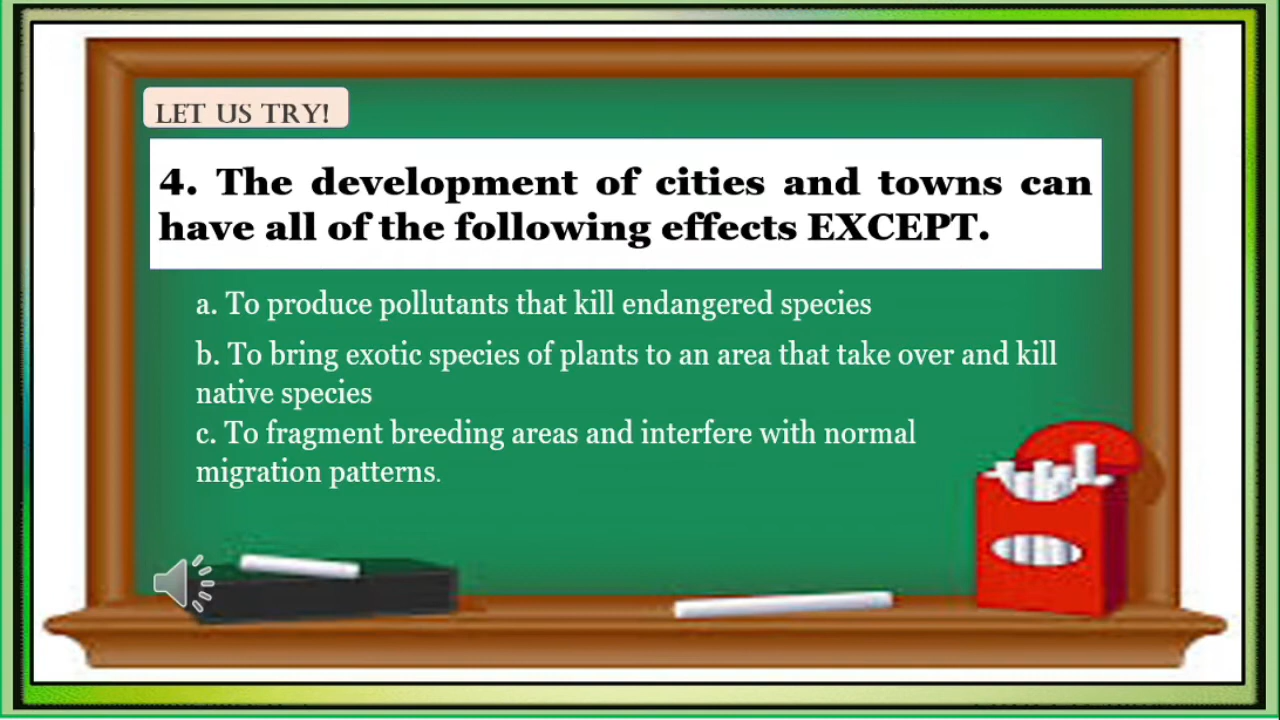 LET US TRY!
4. The development of cities and towns can
have all of the following effects EXCEPT.
a. To produce pollutants that kill endangered species
b. To bring exotic species of plants to an area that take over and kill
native species
c. To fragment breeding areas and interfere with normal
migration patterns.